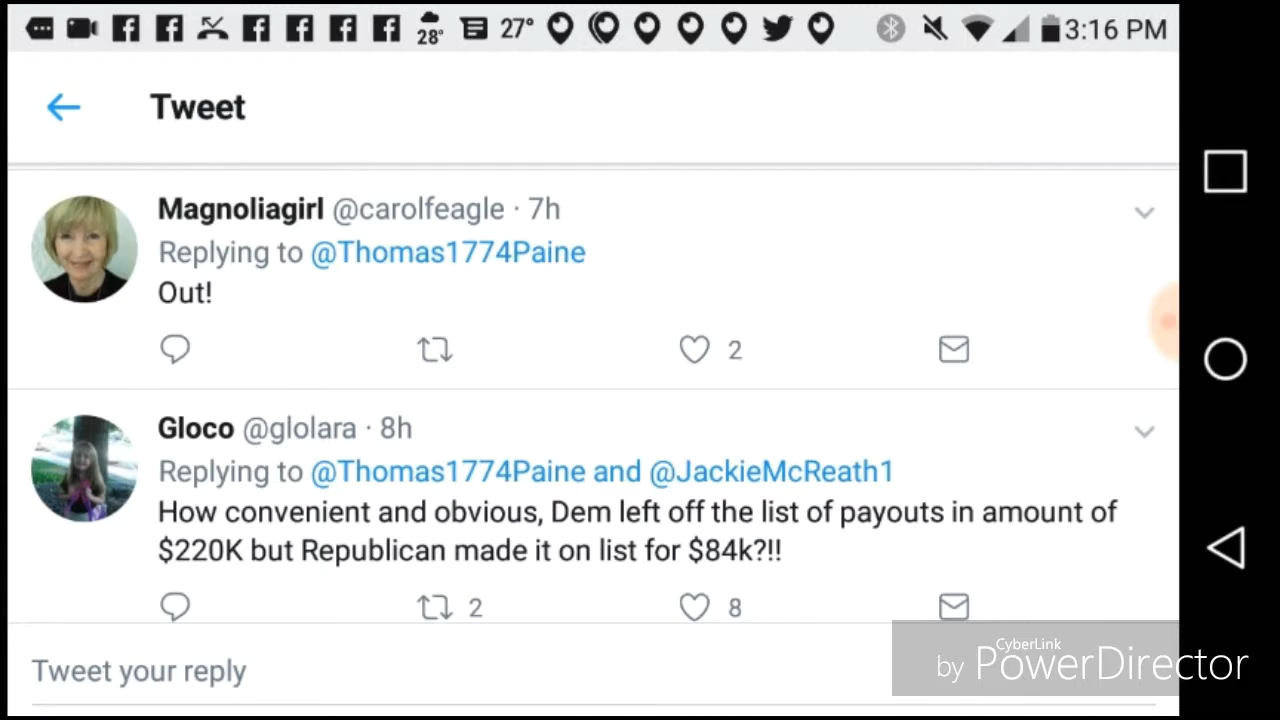 28° 27° 3:16 PM
Tweet
Magnoliagirl @carolfeagle · 7h
Replying to @Thomas1774Paine
Out!
2
Gloco @glolara · 8h
Replying to @Thomas1774Paine and @JackieMcReath1
How convenient and obvious, Dem left off the list of payouts in amount of
$220K but Republican made it on list for $84k?!!
2 8
Tweet your reply
CyberLink
by PowerDirector